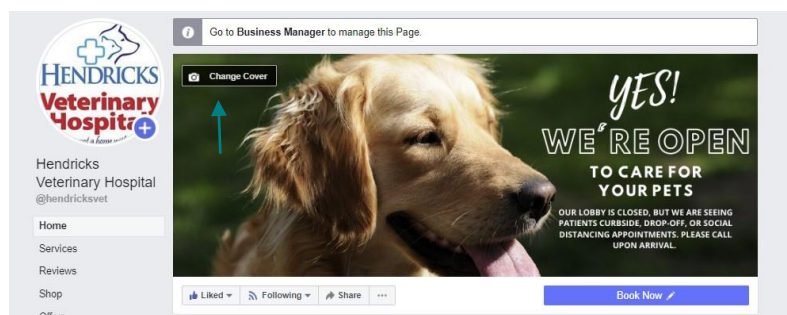 Go to Business Manager to manage this Page.
HENDRICKS
Veterinary
Hospital
Change Cover
YES!
WE'RE OPEN
TO CARE FOR
YOUR PETS
OUR LOBBY IS CLOSED, BUT WE ARE SEEING
PATIENTS CURBSIDE, DROP-OFF, OR SOCIAL
DISTANCING APPOINTMENTS. PLEASE CALL
UPON ARRIVAL.
Hendricks
Veterinary Hospital
@hendricksvet
Home
Services
Reviews
Shop
Liked
Following
Share
Book Now